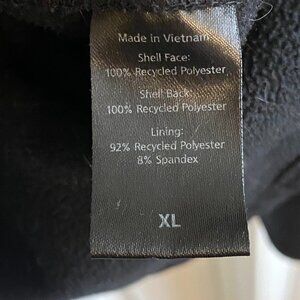 Made in Vietnam
Shell Face:
100% Recycled Polyester
Shell Back:
100% Recycled Polyester
Lining:
92% Recycled Polyester
8% Spandex
XL